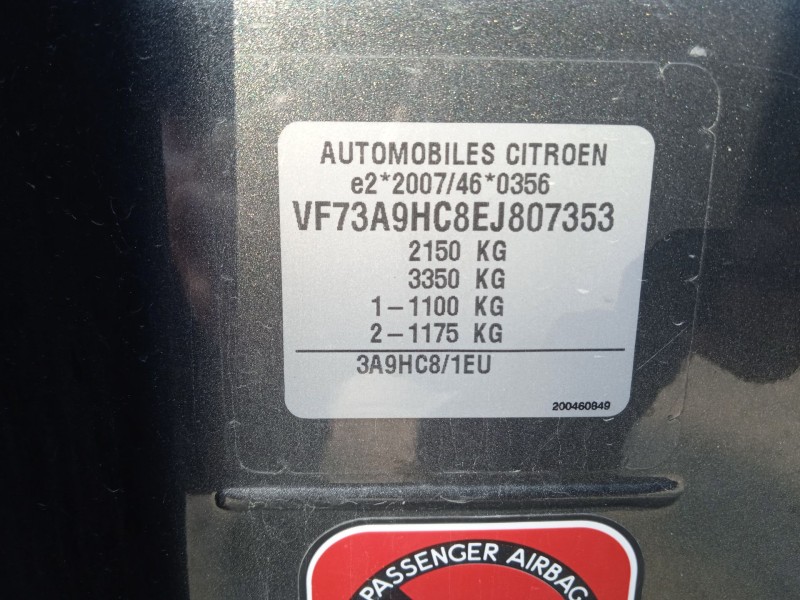 AUTOMOBILES CITROEN
e2*2007/46*0356
VF73A9HC8EJ807353
2150 KG
3350 KG
1-1100 KG
2-1175 KG
3A9HC8/1EU
200460849
PASSENGER AIRBAG